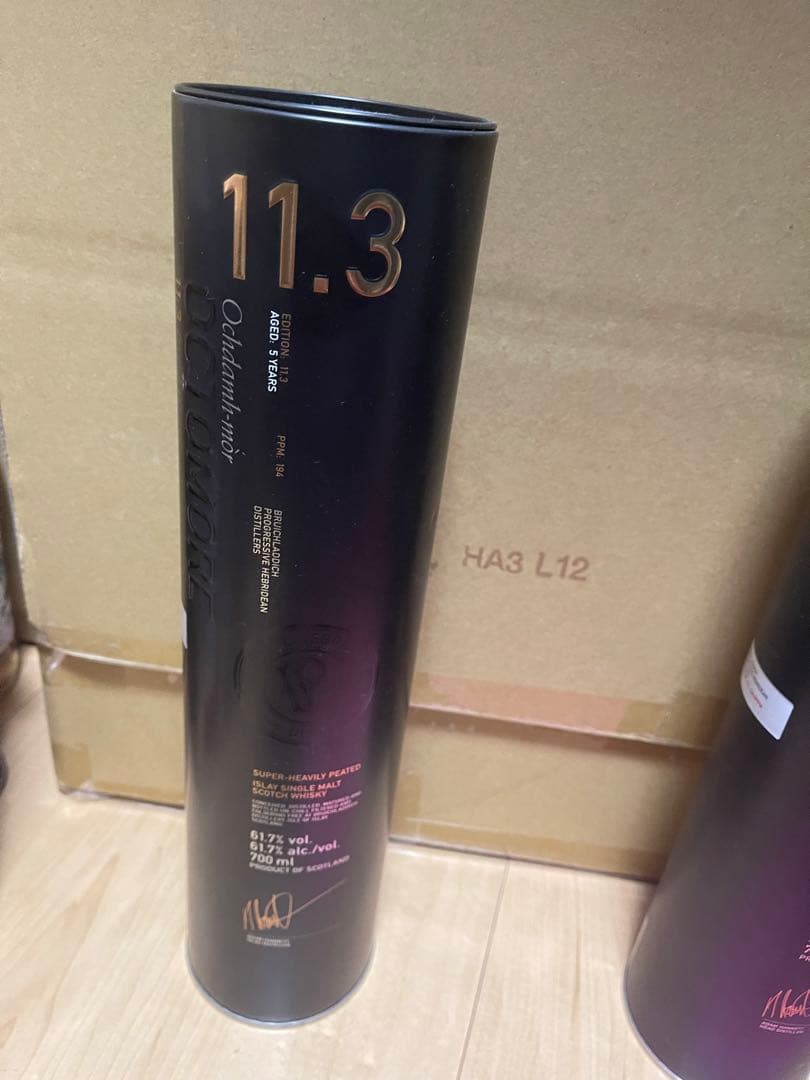 11.3
EDITION: 11.3
AGED: 5 YEARS
PPM: 194
Ochdamh-mòr
OCTOMORE
BRUICHLADDICH
PROGRESSIVE HEBRIDEAN
DISTILLERS
SUPER-HEAVILY PEATED
ISLAY SINGLE MALT
SCOTCH WHISKY
61.7% vol.
61.7% alc./vol.
700 ml
PRODUCT OF SCOTLAND
HA3 L12